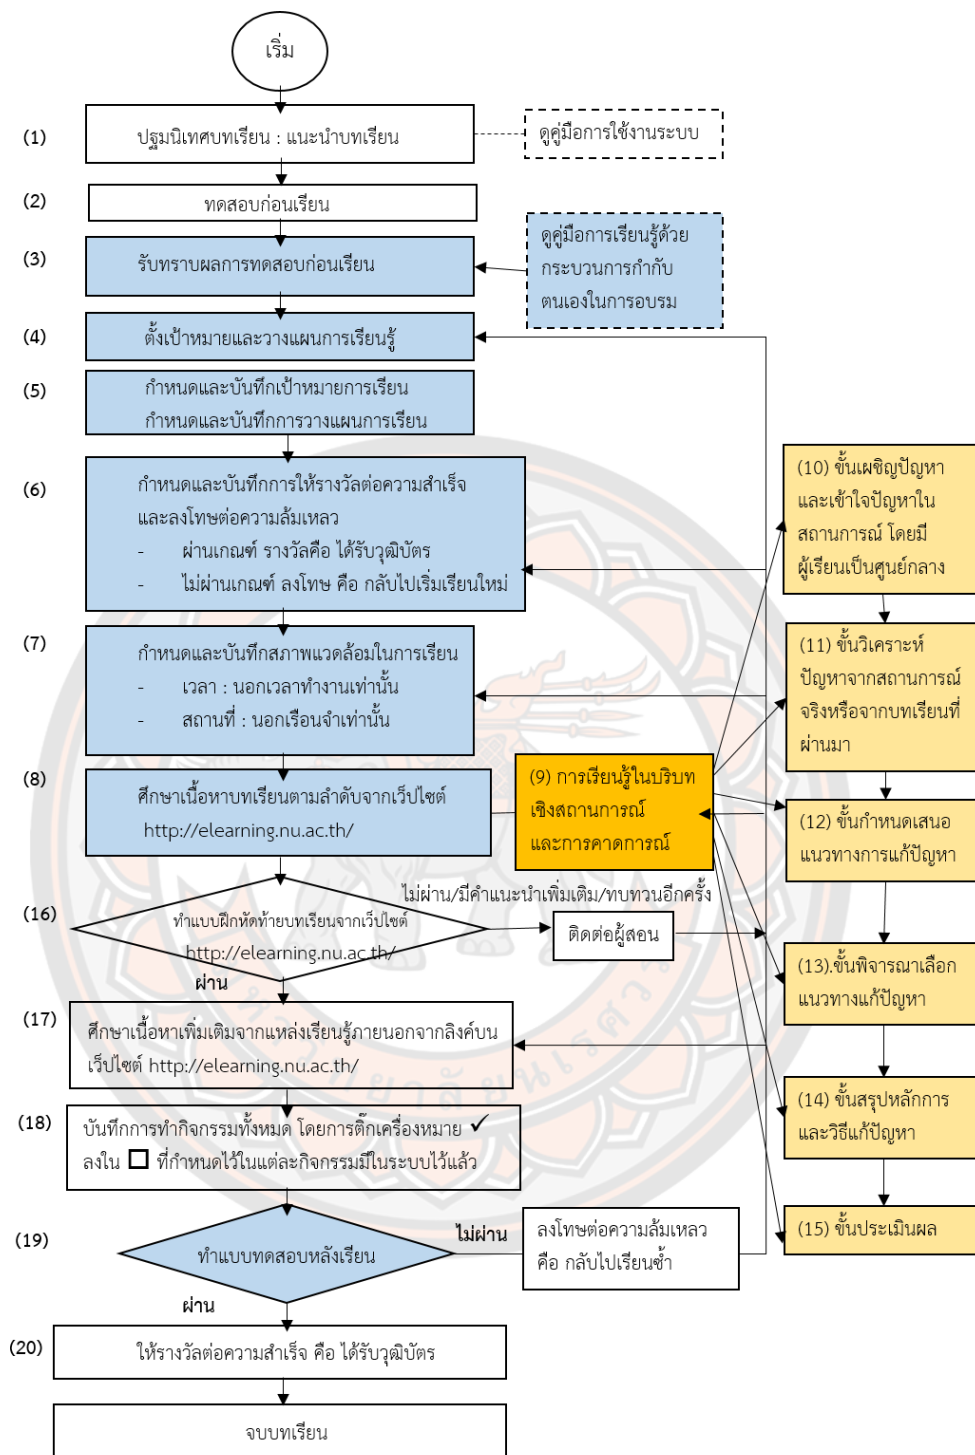 เริ่ม
(1)
ปฐมนิเทศบทเรียน : แนะนำบทเรียน
ดูคู่มือการใช้งานระบบ
(2)
ทดสอบก่อนเรียน
(3)
รับทราบผลการทดสอบก่อนเรียน
ดูคู่มือการเรียนรู้ด้วย
กระบวนการกำกับ
ตนเองในการอบรม
(4)
ตั้งเป้าหมายและวางแผนการเรียนรู้
(5)
กำหนดและบันทึกเป้าหมายการเรียน
กำหนดและบันทึกการวางแผนการเรียน
(6)
กำหนดและบันทึกการให้รางวัลต่อความสำเร็จ
และลงโทษต่อความล้มเหลว
- ผ่านเกณฑ์ รางวัลคือ ได้รับวุฒิบัตร
- ไม่ผ่านเกณฑ์ ลงโทษ คือ กลับไปเริ่มเรียนใหม่
(7)
กำหนดและบันทึกสภาพแวดล้อมในการเรียน
- เวลา : นอกเวลาทำงานเท่านั้น
- สถานที่ : นอกเรือนจำเท่านั้น
(8)
ศึกษาเนื้อหาบทเรียนตามลำดับจากเว็ปไซต์
http://elearning.nu.ac.th/
(9) การเรียนรู้ในบริบท
เชิงสถานการณ์
และการคาดการณ์
(10) ขั้นเผชิญปัญหา
และเข้าใจปัญหาใน
สถานการณ์ โดยมี
ผู้เรียนเป็นศูนย์กลาง
(11) ขั้นวิเคราะห์
ปัญหาจากสถานการณ์
จริงหรือจากบทเรียนที่
ผ่านมา
(12) ขั้นกำหนดเสนอ
แนวทางการแก้ปัญหา
(13).ขั้นพิจารณาเลือก
แนวทางแก้ปัญหา
(14) ขั้นสรุปหลักการ
และวิธีแก้ปัญหา
(15) ขั้นประเมินผล
(16)
ทำแบบฝึกหัดท้ายบทเรียนจากเว็ปไซต์
http://elearning.nu.ac.th/
ไม่ผ่าน/มีคำแนะนำเพิ่มเติม/ทบทวนอีกครั้ง
ติดต่อผู้สอน
ผ่าน
(17)
ศึกษาเนื้อหาเพิ่มเติมจากแหล่งเรียนรู้ภายนอกจากลิงค์บน
เว็ปไซต์ http://elearning.nu.ac.th/
(18)
บันทึกการทำกิจกรรมทั้งหมด โดยการติ๊กเครื่องหมาย ✓
ลงใน ☐ ที่กำหนดไว้ในแต่ละกิจกรรมมีในระบบไว้แล้ว
(19)
ทำแบบทดสอบหลังเรียน
ไม่ผ่าน
ลงโทษต่อความล้มเหลว
คือ กลับไปเรียนซ้ำ
ผ่าน
(20)
ให้รางวัลต่อความสำเร็จ คือ ได้รับวุฒิบัตร
จบบทเรียน
มหาวิทยาลัยนเรศวร